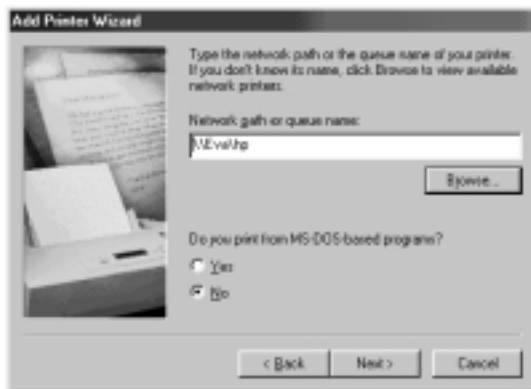 Add Printer Wizard
Type the network path or the queue name of your printer.
If you don't know its name, click Browse to view available
network printers.
Network path or queue name:
\\Eva\hp
Browse...
Do you print from MS-DOS-based programs?
Yes
No
< Back
Next >
Cancel